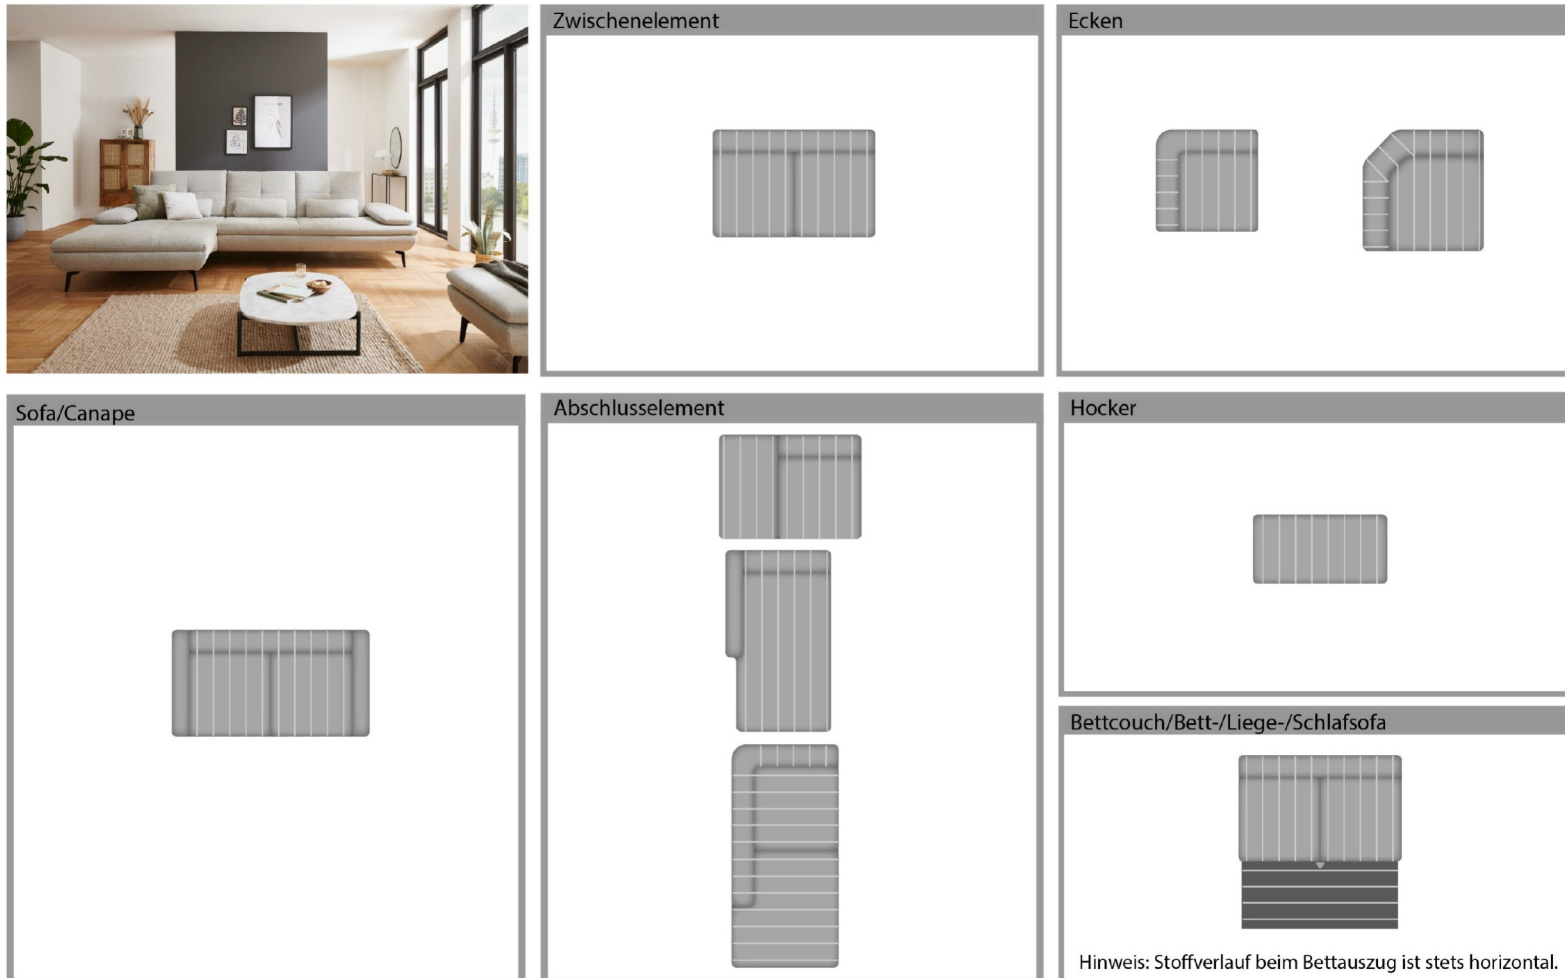 Zwischenelement
Ecken
Sofa/Canape
Abschlusselement
Hocker
Bettcouch/Bett-/Liege-/Schlafsofa
Hinweis: Stoffverlauf beim Bettauszug ist stets horizontal.